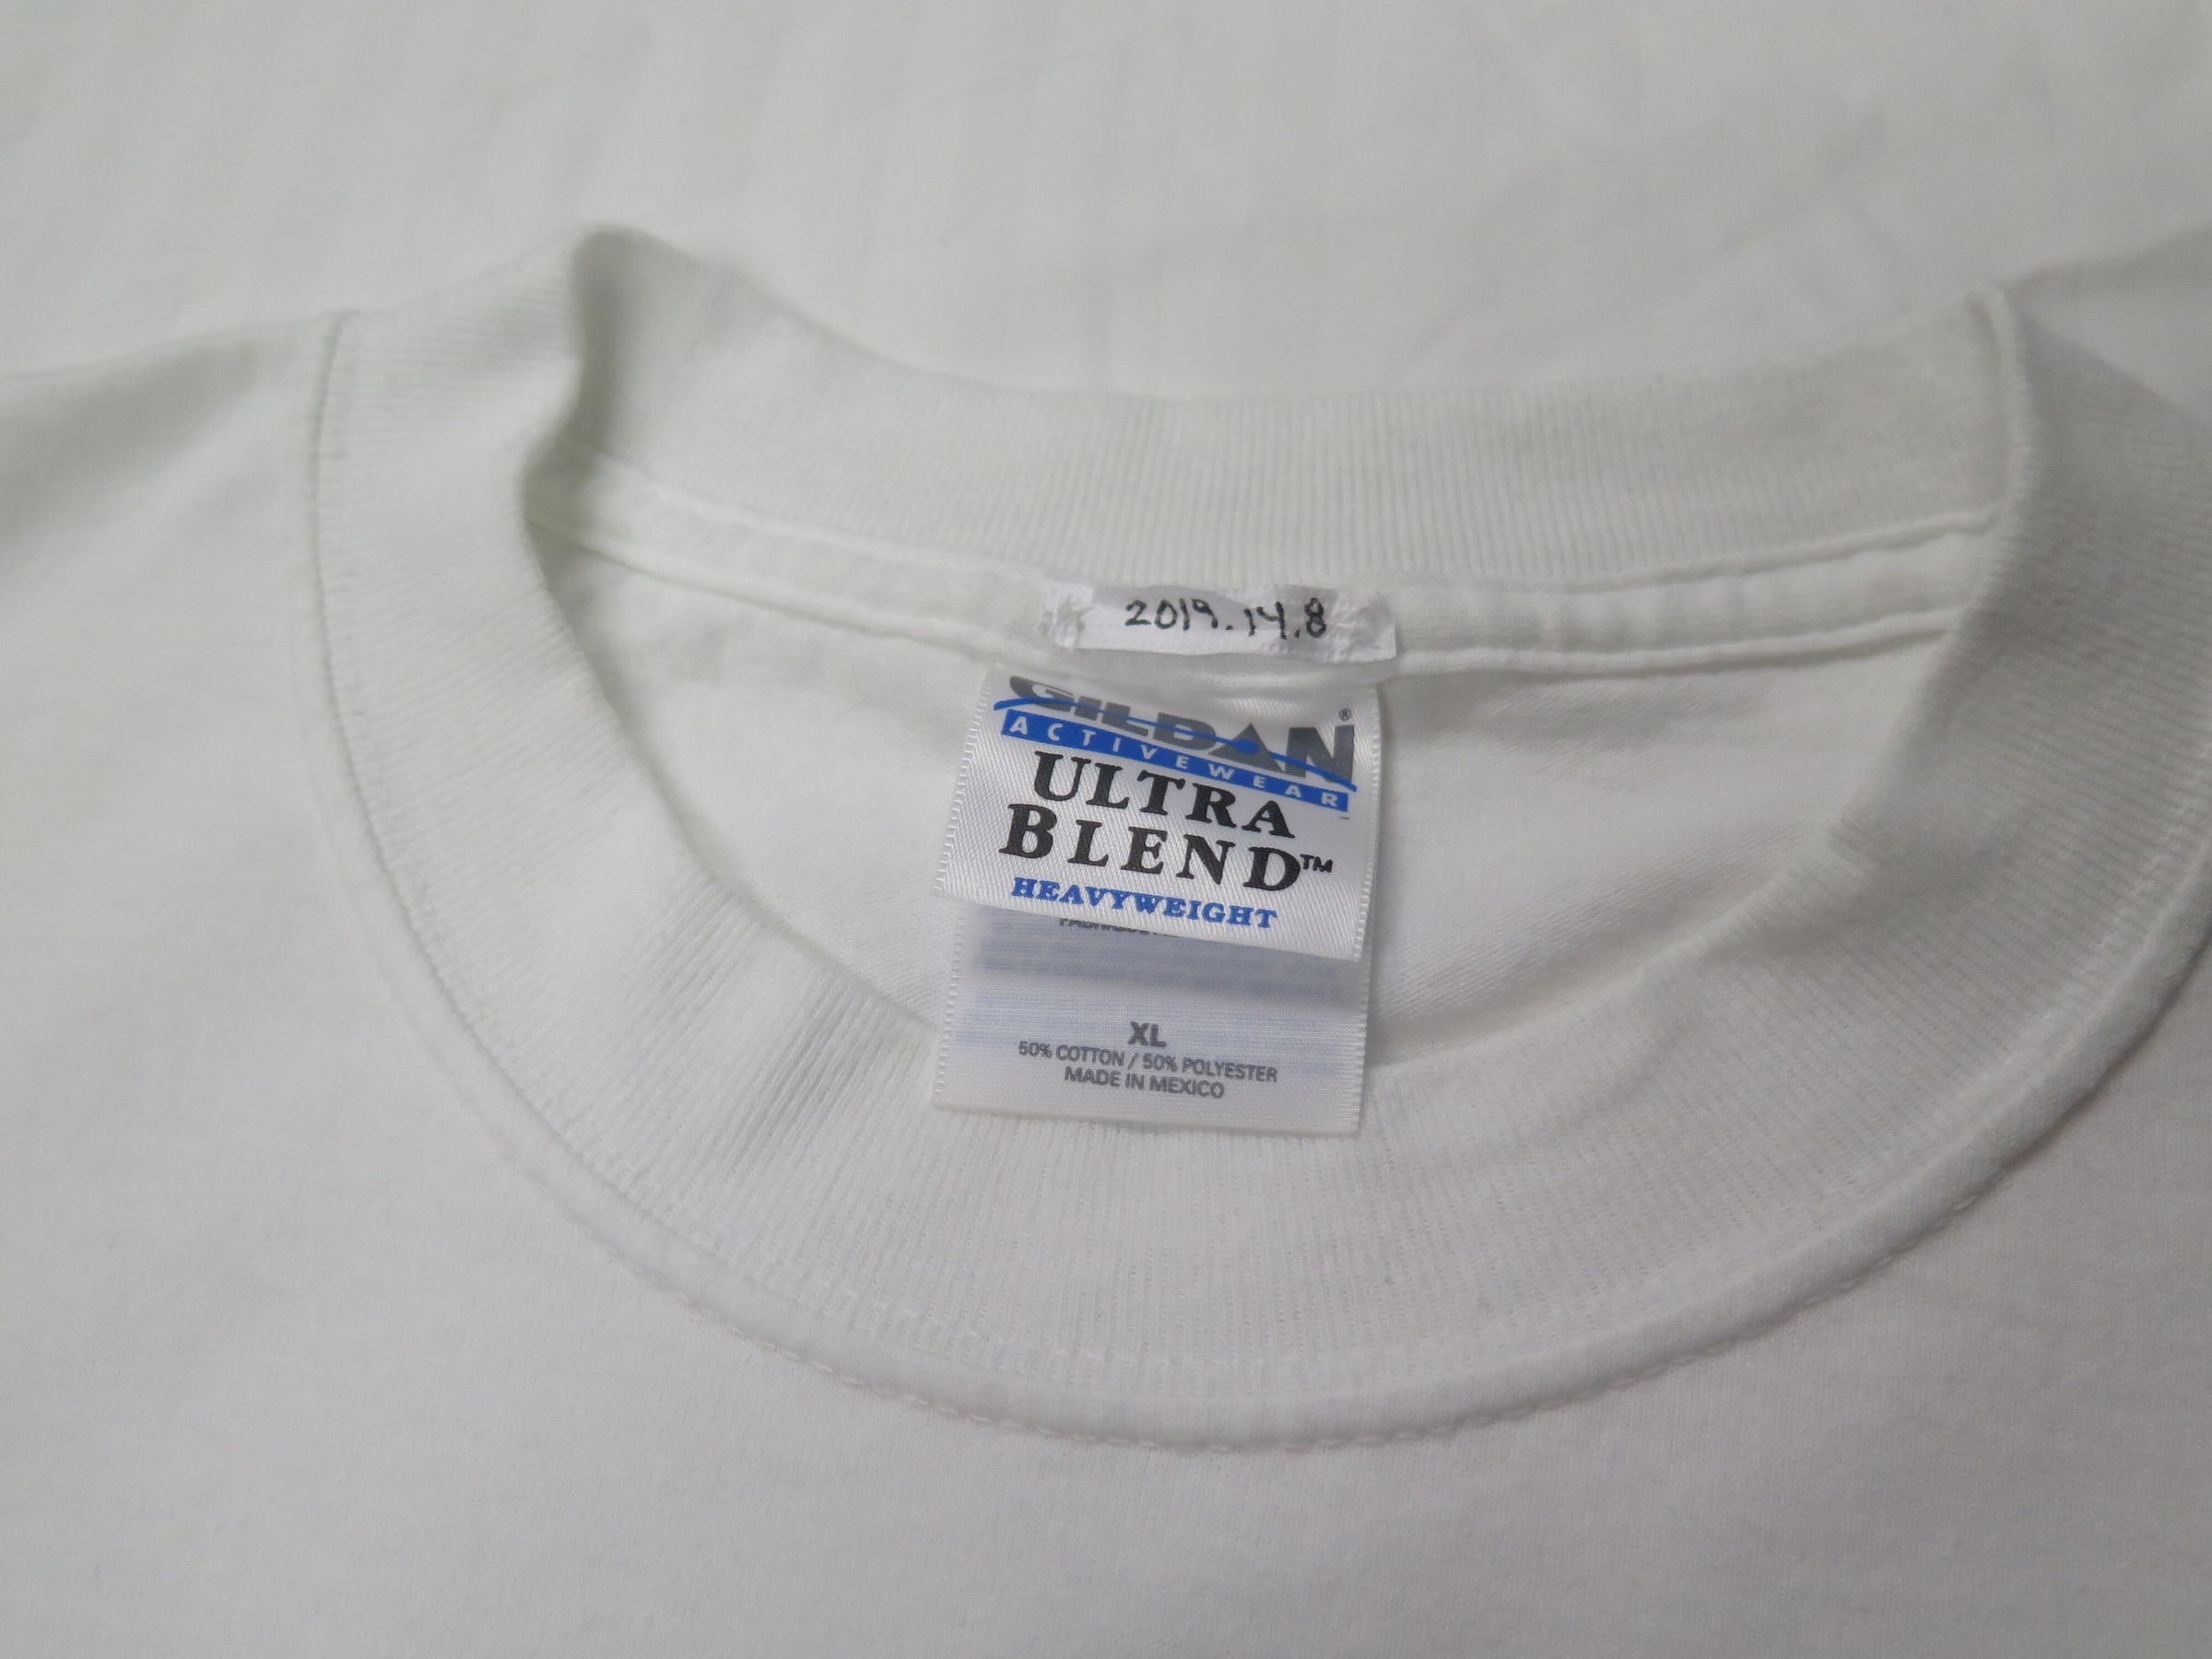 2019.14.8
GILDAN®
ACTIVEWEAR
ULTRA
BLEND™
HEAVYWEIGHT
XL
50% COTTON / 50% POLYESTER
MADE IN MEXICO